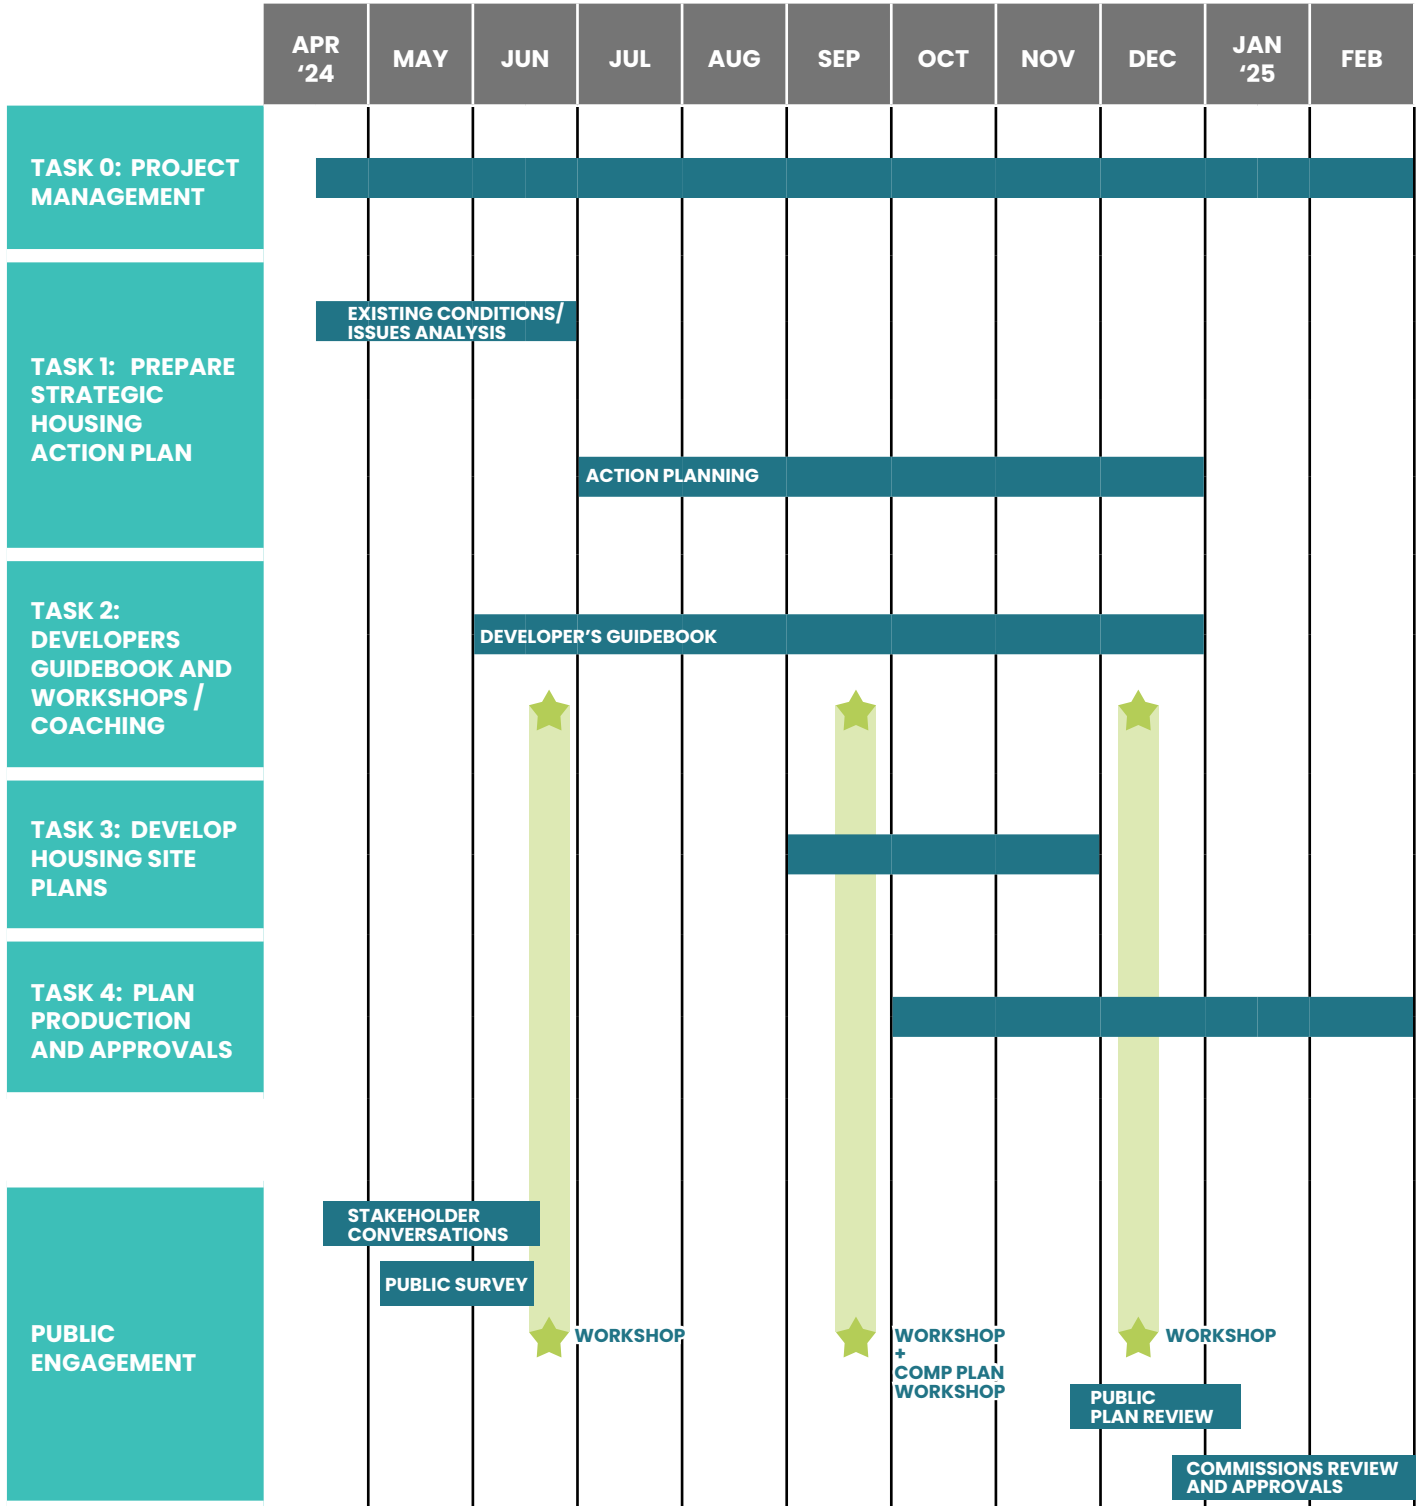 APR
‘24
MAY
JUN
JUL
AUG
SEP
OCT
NOV
DEC
JAN
‘25
FEB
TASK 0: PROJECT
MANAGEMENT
TASK 1: PREPARE
STRATEGIC
HOUSING
ACTION PLAN
EXISTING CONDITIONS/
ISSUES ANALYSIS
ACTION PLANNING
TASK 2:
DEVELOPERS
GUIDEBOOK AND
WORKSHOPS /
COACHING
DEVELOPER’S GUIDEBOOK
TASK 3: DEVELOP
HOUSING SITE
PLANS
TASK 4: PLAN
PRODUCTION
AND APPROVALS
PUBLIC
ENGAGEMENT
STAKEHOLDER
CONVERSATIONS
PUBLIC SURVEY
WORKSHOP
WORKSHOP
+
COMP PLAN
WORKSHOP
WORKSHOP
PUBLIC
PLAN REVIEW
COMMISSIONS REVIEW
AND APPROVALS